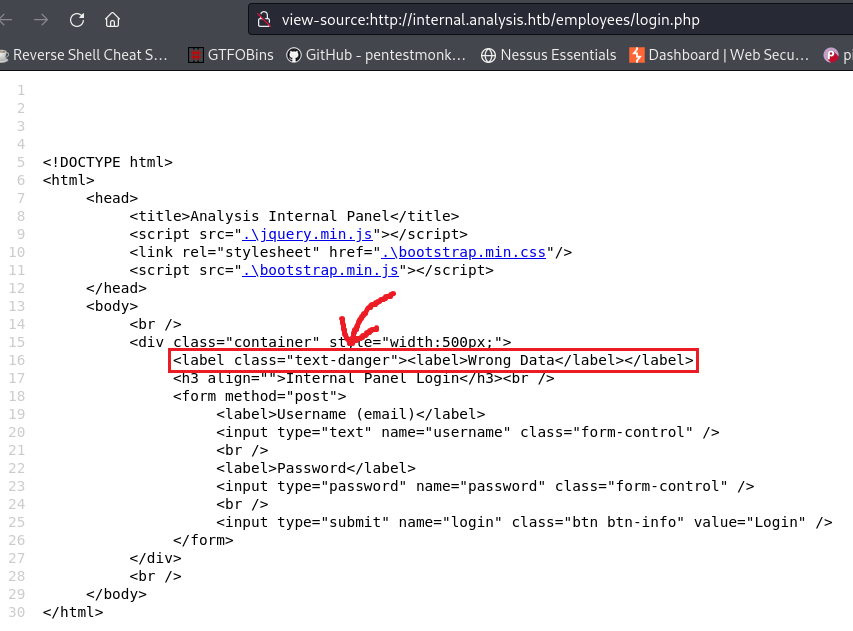 view-source:http://internal.analysis.htb/employees/login.php
Reverse Shell Cheat S… GTFOBins GitHub - pentestmonk… Nessus Essentials Dashboard | Web Secu…
1
2
3
4
5 <!DOCTYPE html>
6 <html>
7 <head>
8 <title>Analysis Internal Panel</title>
9 <script src=".\jquery.min.js"></script>
10 <link rel="stylesheet" href=".\bootstrap.min.css"/>
11 <script src=".\bootstrap.min.js"></script>
12 </head>
13 <body>
14 <br />
15 <div class="container" style="width:500px;">
16 <label class="text-danger"><label>Wrong Data</label></label>
17 <h3 align="">Internal Panel Login</h3><br />
18 <form method="post">
19 <label>Username (email)</label>
20 <input type="text" name="username" class="form-control" />
21 <br />
22 <label>Password</label>
23 <input type="password" name="password" class="form-control" />
24 <br />
25 <input type="submit" name="login" class="btn btn-info" value="Login" />
26 </form>
27 </div>
28 <br />
29 </body>
30 </html>